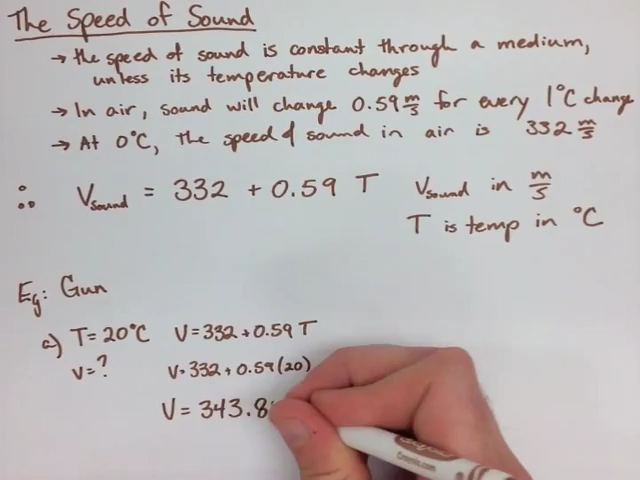 The Speed of Sound
→ the speed of sound is constant through a medium,
unless its temperature changes
→ In air, sound will change 0.59 m/s for every 1°C change
→ At 0°C, the speed of sound in air is 332 m/s
∴ Vsound = 332 + 0.59 T Vsound in m/s
T is temp in °C
Eg: Gun
a) T = 20°C V = 332 + 0.59 T
V = ? V = 332 + 0.59 (20)
V = 343.8